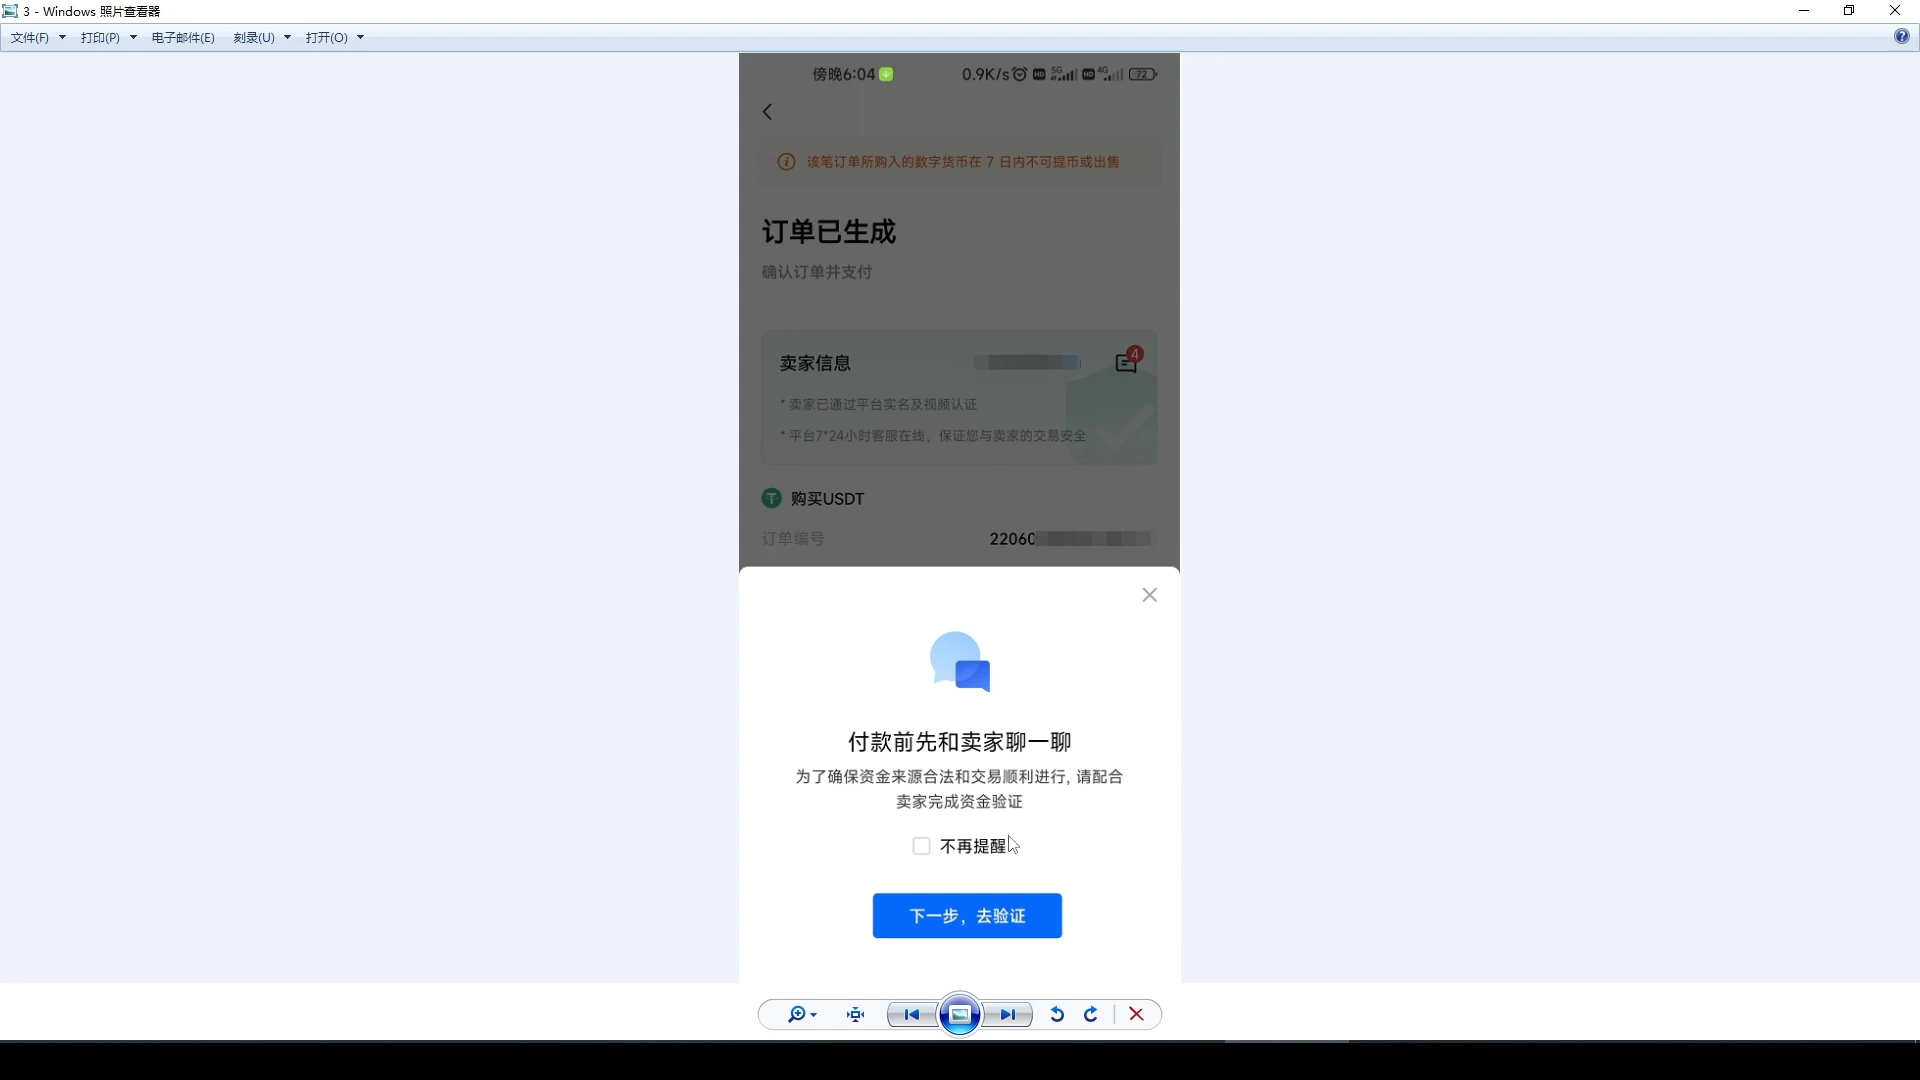 3 - Windows 照片查看器
文件(F) 打印(P) 电子邮件(E) 刻录(U) 打开(O)
傍晚6:04 0.9K/s HD 5G HD 4G 72
该笔订单所购入的数字货币在 7 日内不可提币或出售
订单已生成
确认订单并支付
卖家信息 4
* 卖家已通过平台实名及视频认证
* 平台7*24小时客服在线，保证您与卖家的交易安全
购买USDT
订单编号 22060
付款前先和卖家聊一聊
为了确保资金来源合法和交易顺利进行, 请配合
卖家完成资金验证
不再提醒
下一步，去验证